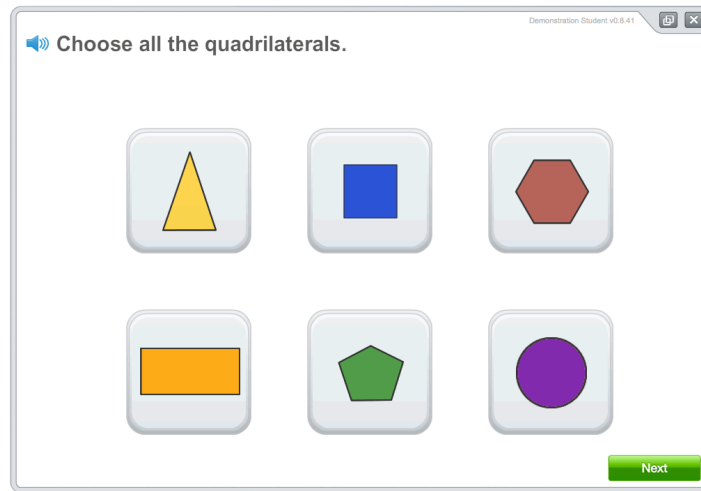 Demonstration Student v0.6.41
Choose all the quadrilaterals.
Next